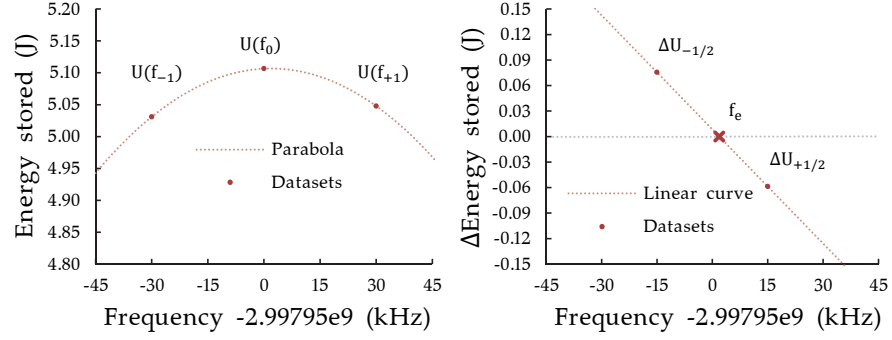 Energy stored (J)
5.20
5.15
5.10
5.05
5.00
4.95
4.90
4.85
4.80
U(f₋₁)
U(f₀)
U(f₊₁)
Parabola
Datasets
-45 -30 -15 0 15 30 45
Frequency -2.99795e9 (kHz)
ΔEnergy stored (J)
0.15
0.12
0.09
0.06
0.03
0.00
-0.03
-0.06
-0.09
-0.12
-0.15
ΔU₋₁/₂
fₑ
ΔU₊₁/₂
Linear curve
Datasets
-45 -30 -15 0 15 30 45
Frequency -2.99795e9 (kHz)